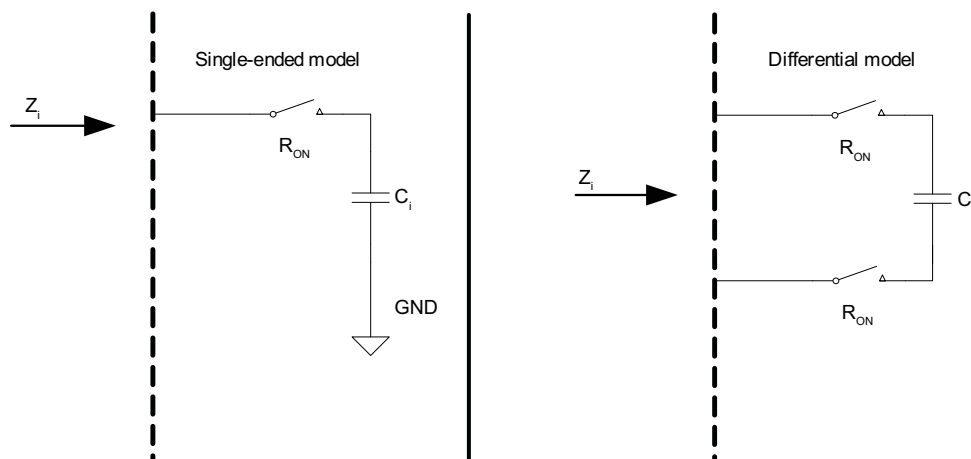 Single-ended model
Z_i
R_ON
C_i
GND
Differential model
Z_i
R_ON
C
R_ON